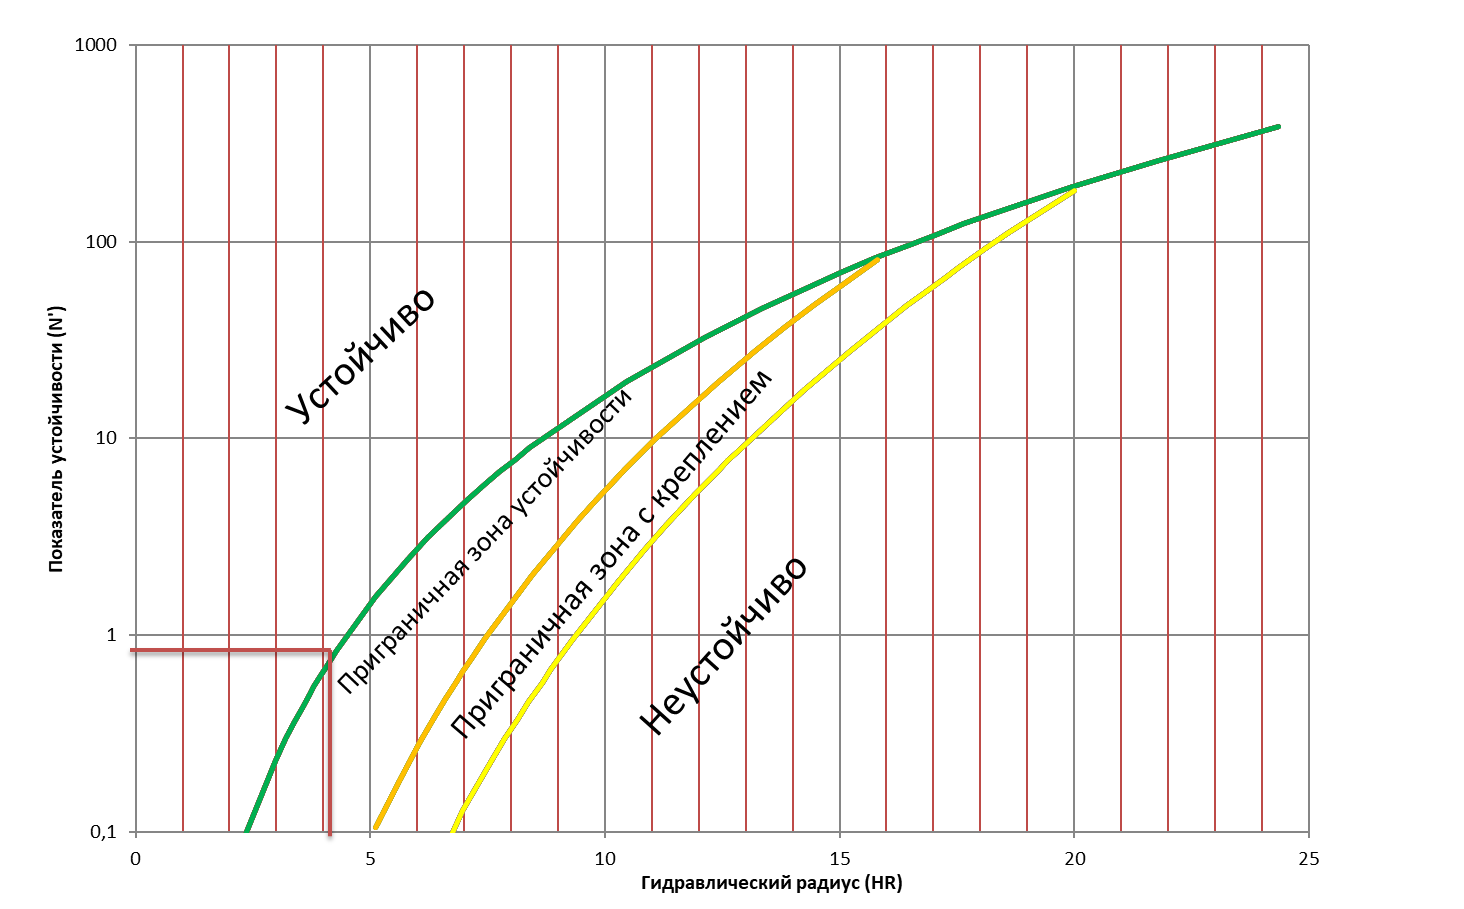 1000
100
10
1
0,1
0
5
10
15
20
25
Показатель устойчивости (N')
Гидравлический радиус (HR)
Устойчиво
Приграничная зона устойчивости
Приграничная зона с креплением
Неустойчиво